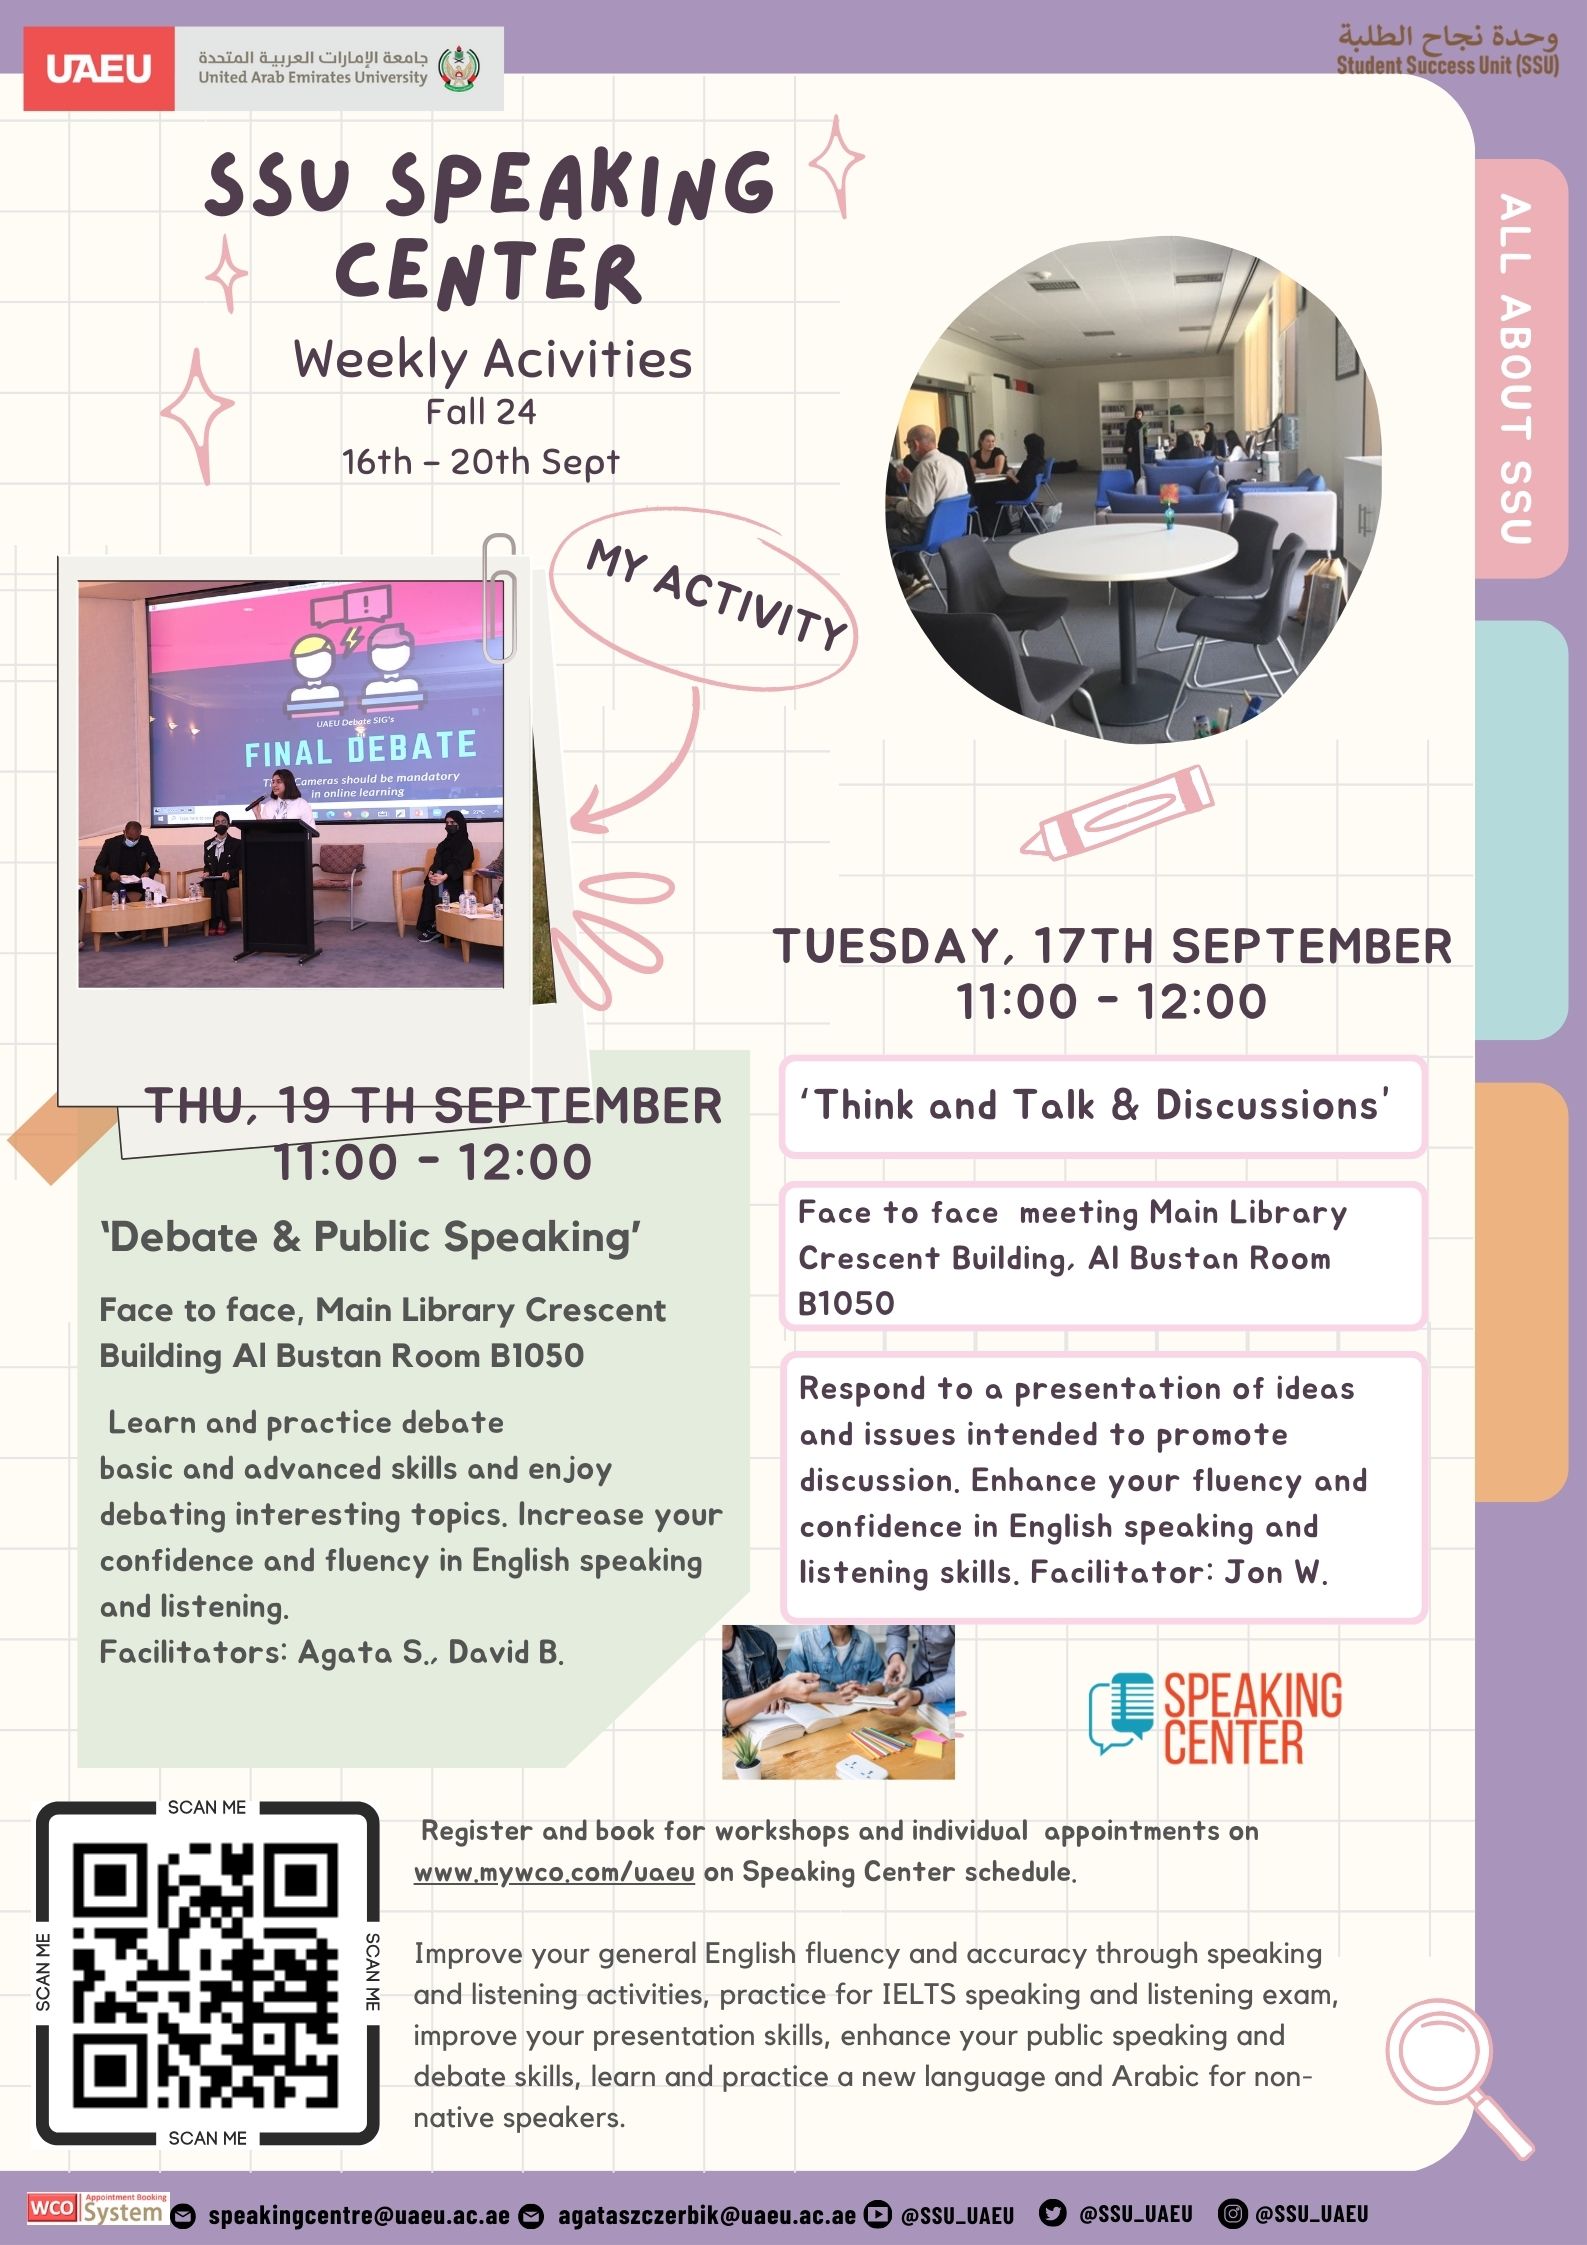 UAEU
جامعة الإمارات العربية المتحدة
United Arab Emirates University
وحدة نجاح الطلبة
Student Success Unit (SSU)
SSU SPEAKING
CENTER
Weekly Acivities
Fall 24
16th – 20th Sept
ALL ABOUT SSU
MY ACTIVITY
UAEU Debate SIG's
FINAL DEBATE
Cameras should be mandatory
in online learning
TUESDAY, 17TH SEPTEMBER
11:00 - 12:00
‘Think and Talk & Discussions’
Face to face meeting Main Library
Crescent Building, Al Bustan Room
B1050
Respond to a presentation of ideas
and issues intended to promote
discussion. Enhance your fluency and
confidence in English speaking and
listening skills. Facilitator: Jon W.
THU, 19 TH SEPTEMBER
11:00 - 12:00
‘Debate & Public Speaking’
Face to face, Main Library Crescent
Building Al Bustan Room B1050
Learn and practice debate
basic and advanced skills and enjoy
debating interesting topics. Increase your
confidence and fluency in English speaking
and listening.
Facilitators: Agata S., David B.
SPEAKING
CENTER
SCAN ME
SCAN ME
SCAN ME
SCAN ME
Register and book for workshops and individual appointments on
www.mywco.com/uaeu on Speaking Center schedule.
Improve your general English fluency and accuracy through speaking
and listening activities, practice for IELTS speaking and listening exam,
improve your presentation skills, enhance your public speaking and
debate skills, learn and practice a new language and Arabic for non-
native speakers.
WCO Appointment Booking
System
speakingcentre@uaeu.ac.ae agataszczerbik@uaeu.ac.ae @SSU_UAEU @SSU_UAEU @SSU_UAEU